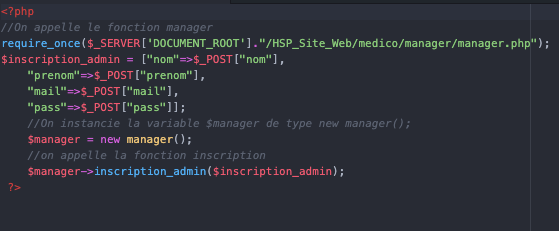 <?php
//On appelle le fonction manager
require_once($_SERVER['DOCUMENT_ROOT']."/HSP_Site_Web/medico/manager/manager.php");
$inscription_admin = ["nom"=>$_POST["nom"],
"prenom"=>$_POST["prenom"],
"mail"=>$_POST["mail"],
"pass"=>$_POST["pass"]];
//On instancie la variable $manager de type new manager();
$manager = new manager();
//on appelle la fonction inscription
$manager->inscription_admin($inscription_admin);
?>